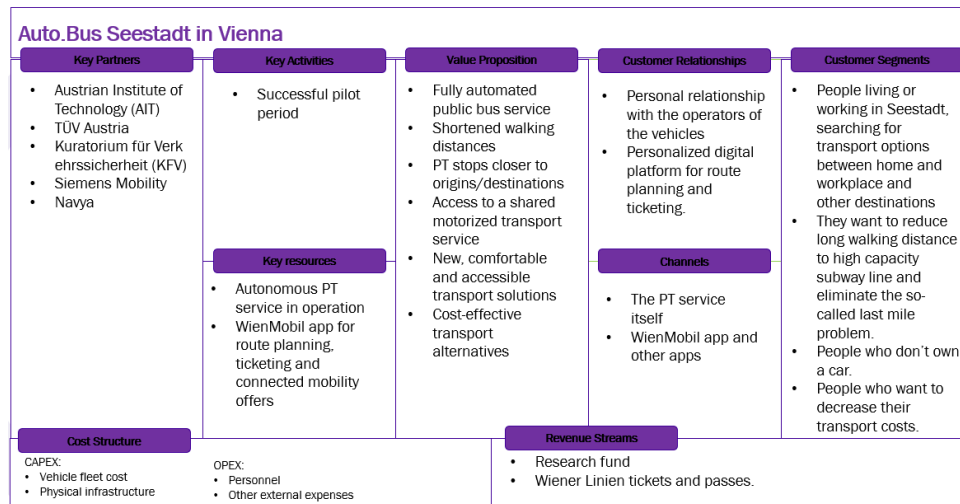 Auto.Bus Seestadt in Vienna
Key Partners
• Austrian Institute of
Technology (AIT)
• TÜV Austria
• Kuratorium für Verk
ehrssicherheit (KFV)
• Siemens Mobility
• Navya
Key Activities
• Successful pilot
period
Key resources
• Autonomous PT
service in operation
• WienMobil app for
route planning,
ticketing and
connected mobility
offers
Value Proposition
• Fully automated
public bus service
• Shortened walking
distances
• PT stops closer to
origins/destinations
• Access to a shared
motorized transport
service
• New, comfortable
and accessible
transport solutions
• Cost-effective
transport
alternatives
Customer Relationships
• Personal relationship
with the operators of
the vehicles
• Personalized digital
platform for route
planning and
ticketing.
Channels
• The PT service
itself
• WienMobil app and
other apps
Customer Segments
• People living or
working in Seestadt,
searching for
transport options
between home and
workplace and
other destinations
• They want to reduce
long walking distance
to high capacity
subway line and
eliminate the so-
called last mile
problem.
• People who don't own
a car.
• People who want to
decrease their
transport costs.
Cost Structure
CAPEX:
• Vehicle fleet cost
• Physical infrastructure
OPEX:
• Personnel
• Other external expenses
Revenue Streams
• Research fund
• Wiener Linien tickets and passes.